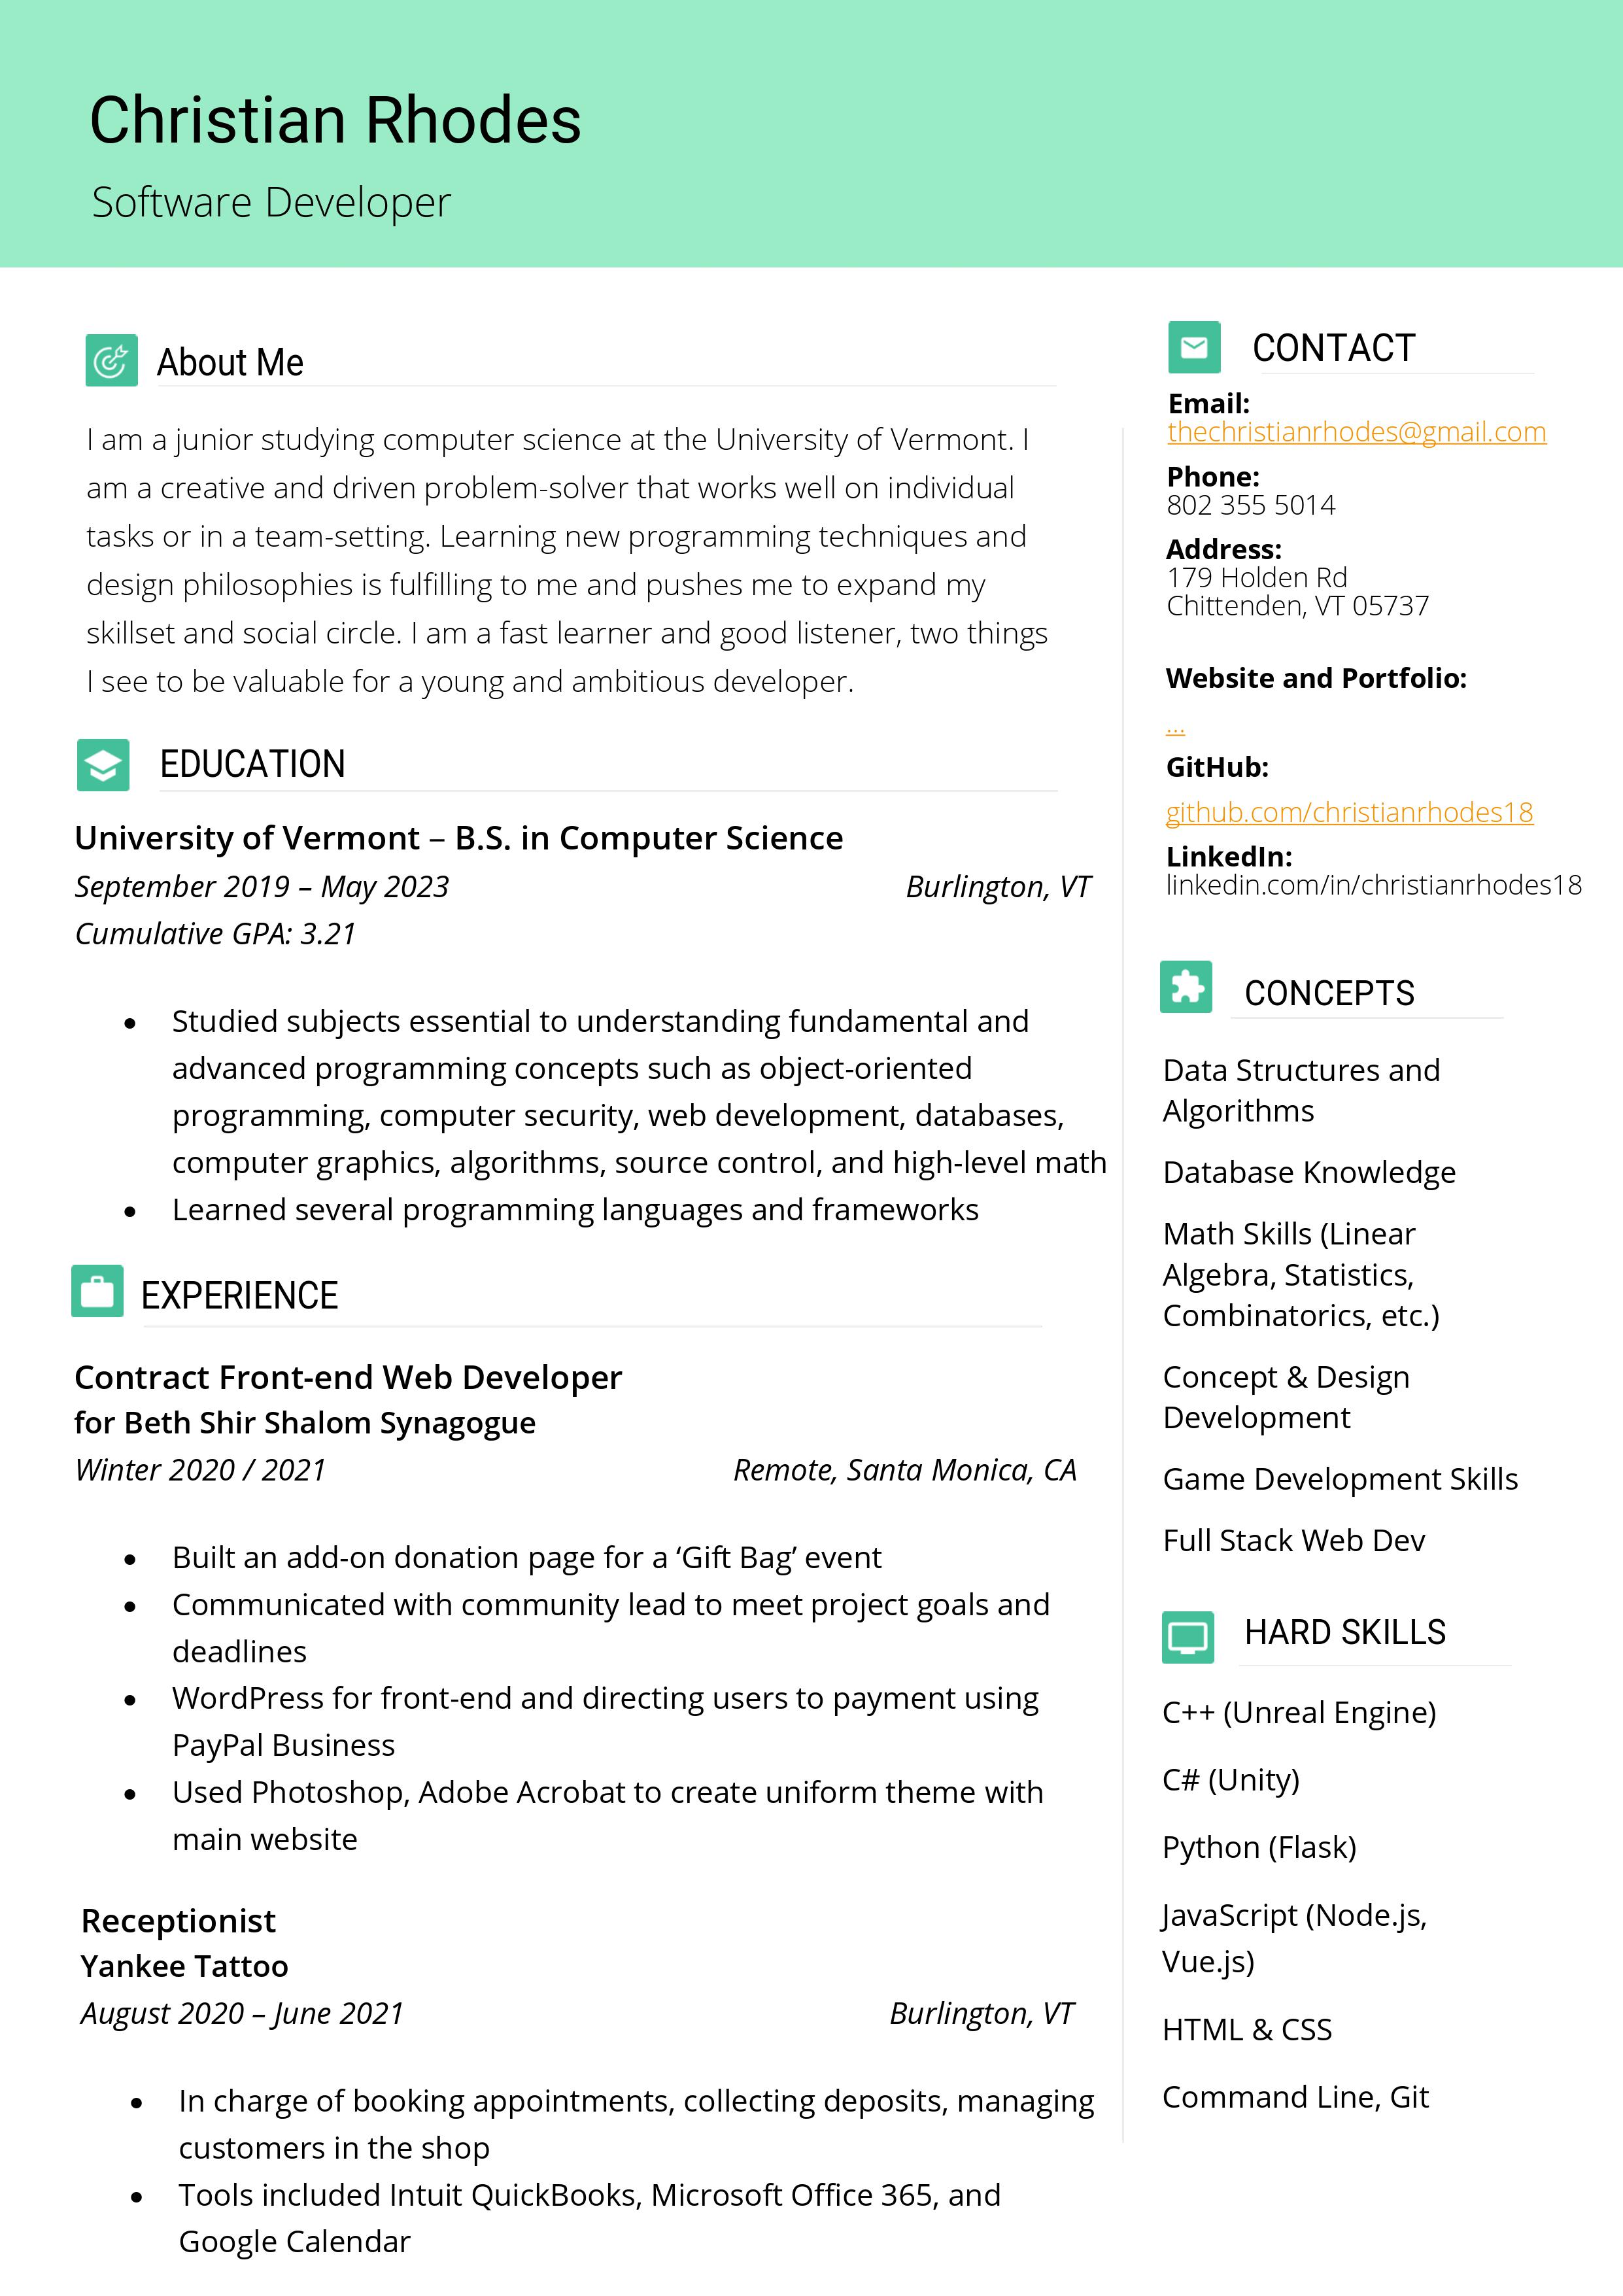 Christian Rhodes
Software Developer
About Me
I am a junior studying computer science at the University of Vermont. I
am a creative and driven problem-solver that works well on individual
tasks or in a team-setting. Learning new programming techniques and
design philosophies is fulfilling to me and pushes me to expand my
skillset and social circle. I am a fast learner and good listener, two things
I see to be valuable for a young and ambitious developer.
EDUCATION
University of Vermont – B.S. in Computer Science
September 2019 – May 2023 Burlington, VT
Cumulative GPA: 3.21
• Studied subjects essential to understanding fundamental and
advanced programming concepts such as object-oriented
programming, computer security, web development, databases,
computer graphics, algorithms, source control, and high-level math
• Learned several programming languages and frameworks
EXPERIENCE
Contract Front-end Web Developer
for Beth Shir Shalom Synagogue
Winter 2020 / 2021 Remote, Santa Monica, CA
• Built an add-on donation page for a ‘Gift Bag’ event
• Communicated with community lead to meet project goals and
deadlines
• WordPress for front-end and directing users to payment using
PayPal Business
• Used Photoshop, Adobe Acrobat to create uniform theme with
main website
Receptionist
Yankee Tattoo
August 2020 – June 2021 Burlington, VT
• In charge of booking appointments, collecting deposits, managing
customers in the shop
• Tools included Intuit QuickBooks, Microsoft Office 365, and
Google Calendar
CONTACT
Email:
thechristianrhodes@gmail.com
Phone:
802 355 5014
Address:
179 Holden Rd
Chittenden, VT 05737
Website and Portfolio:
...
GitHub:
github.com/christianrhodes18
LinkedIn:
linkedin.com/in/christianrhodes18
CONCEPTS
Data Structures and
Algorithms
Database Knowledge
Math Skills (Linear
Algebra, Statistics,
Combinatorics, etc.)
Concept & Design
Development
Game Development Skills
Full Stack Web Dev
HARD SKILLS
C++ (Unreal Engine)
C# (Unity)
Python (Flask)
JavaScript (Node.js,
Vue.js)
HTML & CSS
Command Line, Git